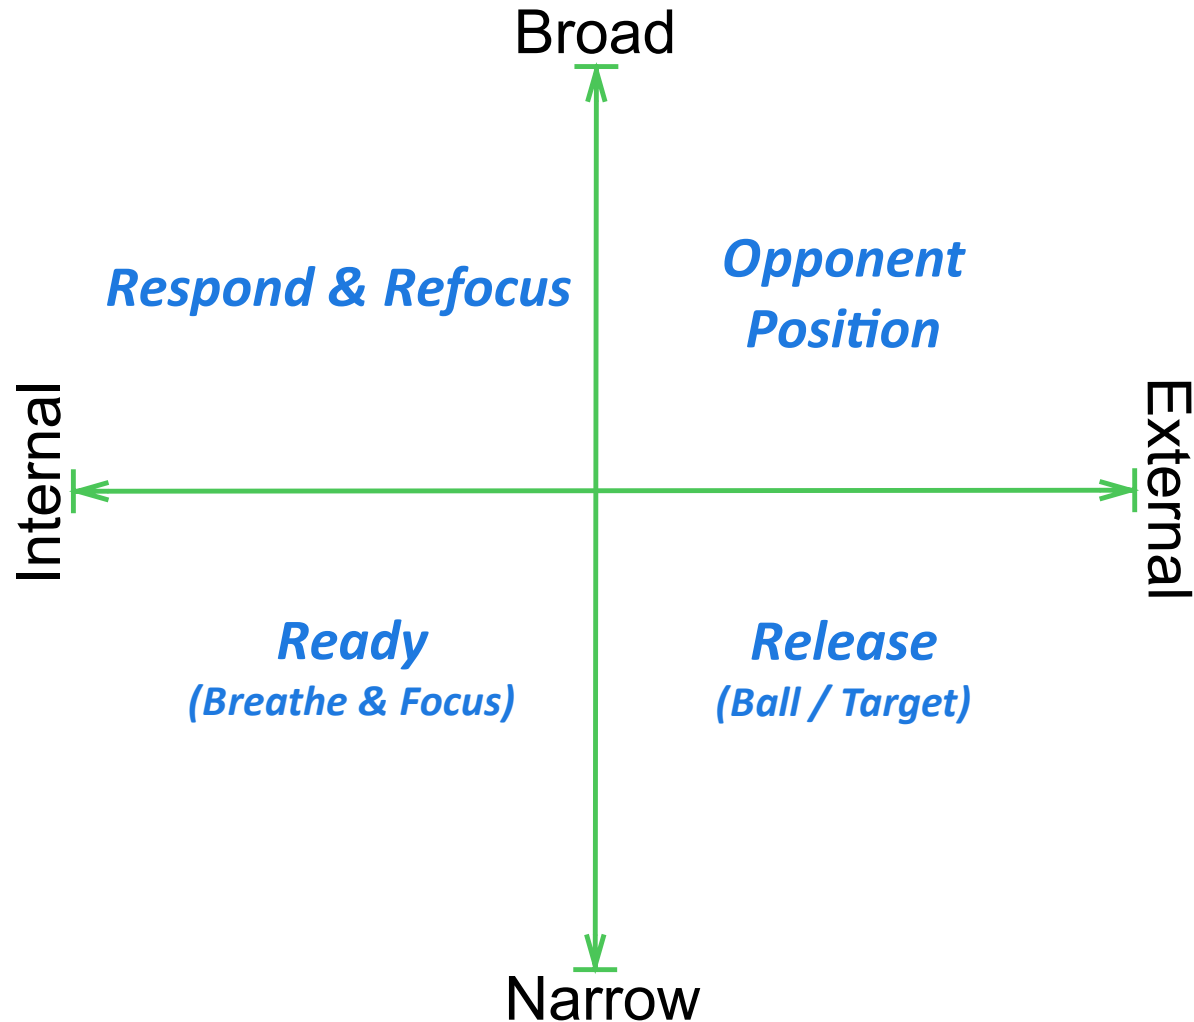 Broad
Respond & Refocus
Opponent
Position
Internal
External
Ready
(Breathe & Focus)
Release
(Ball / Target)
Narrow